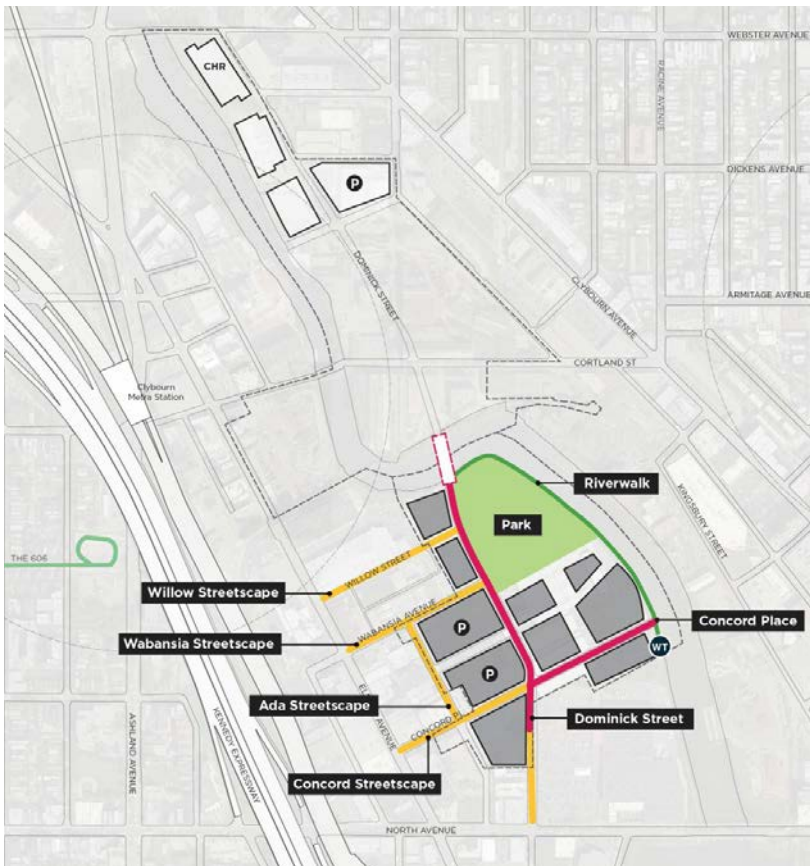 WEBSTER AVENUE
CHR
RACINE AVENUE
DICKENS AVENUE
P
DOMINICK STREET
CLYBOURN AVENUE
ARMITAGE AVENUE
CORTLAND ST
Clybourn
Metra Station
Riverwalk
KINGSBURY STREET
Park
THE 606
WILLOW STREET
Willow Streetscape
WABANSIA AVENUE
Concord Place
P
Wabansia Streetscape
WT
P
Ada Streetscape
Dominick Street
CONCORD
ASHLAND AVENUE
KENNEDY EXPRESSWAY
AVENUE
Concord Streetscape
NORTH AVENUE